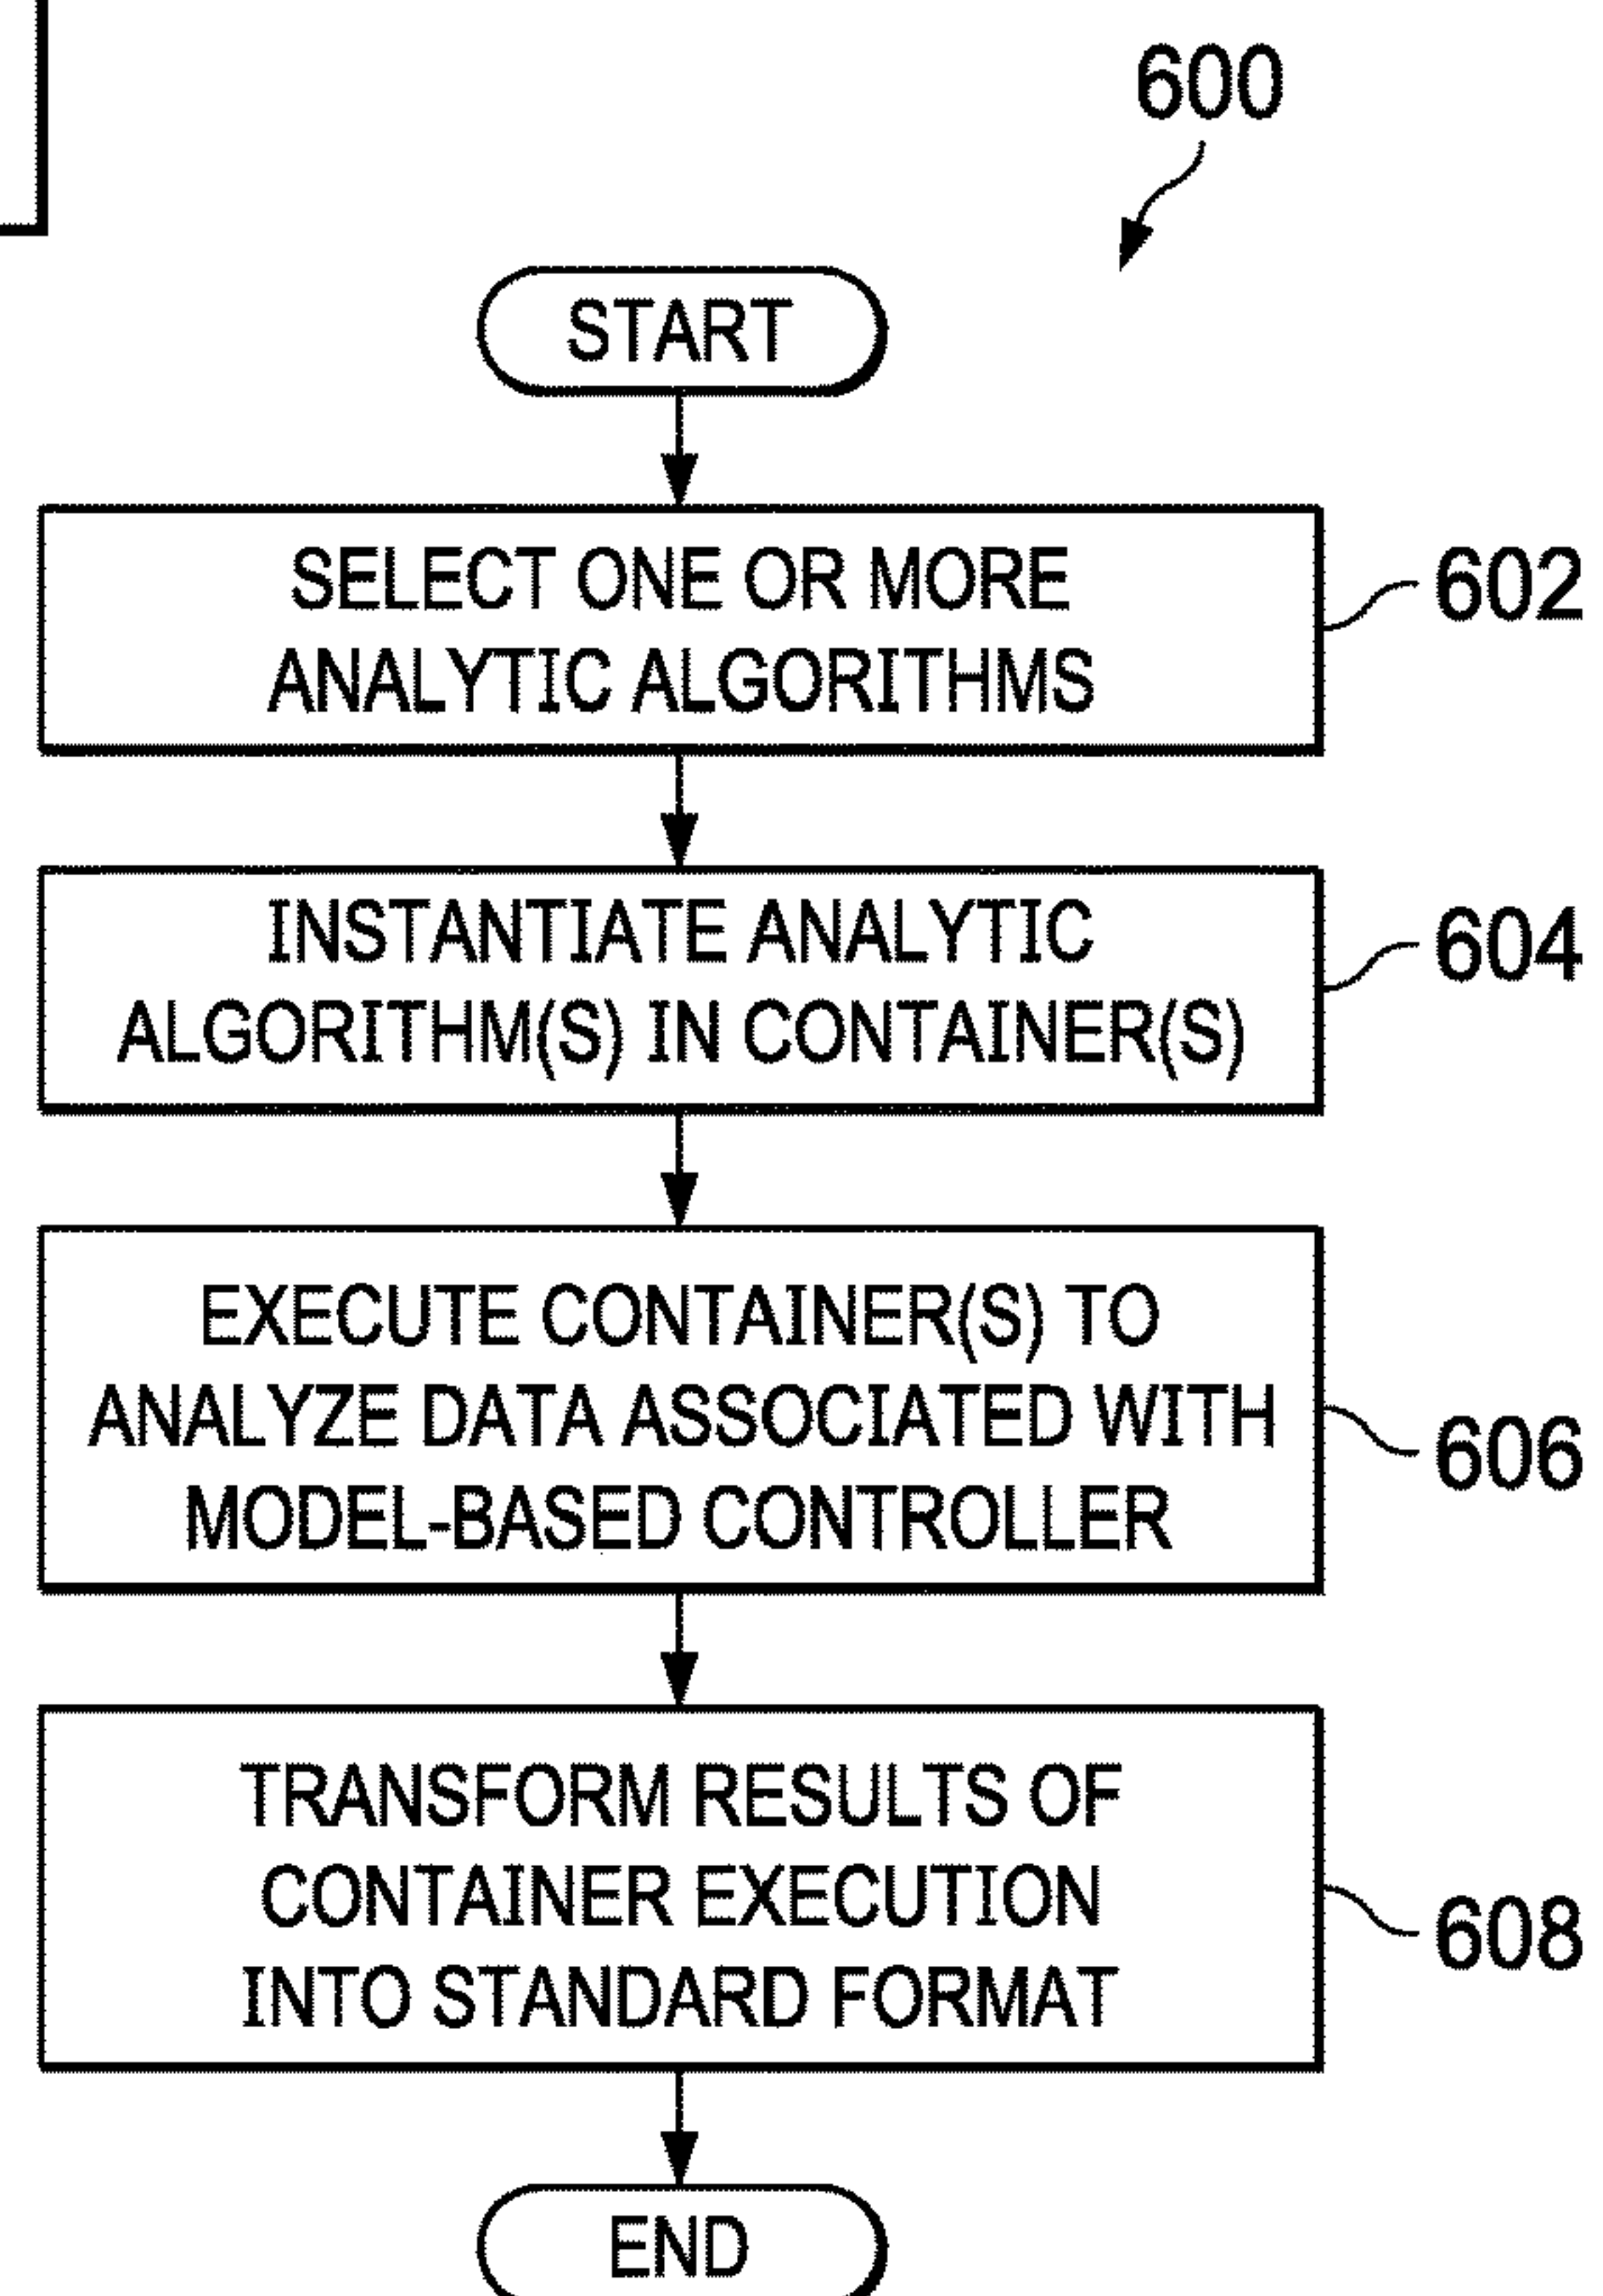 600
START
SELECT ONE OR MORE
ANALYTIC ALGORITHMS
602
INSTANTIATE ANALYTIC
ALGORITHM(S) IN CONTAINER(S)
604
EXECUTE CONTAINER(S) TO
ANALYZE DATA ASSOCIATED WITH
MODEL-BASED CONTROLLER
606
TRANSFORM RESULTS OF
CONTAINER EXECUTION
INTO STANDARD FORMAT
608
END